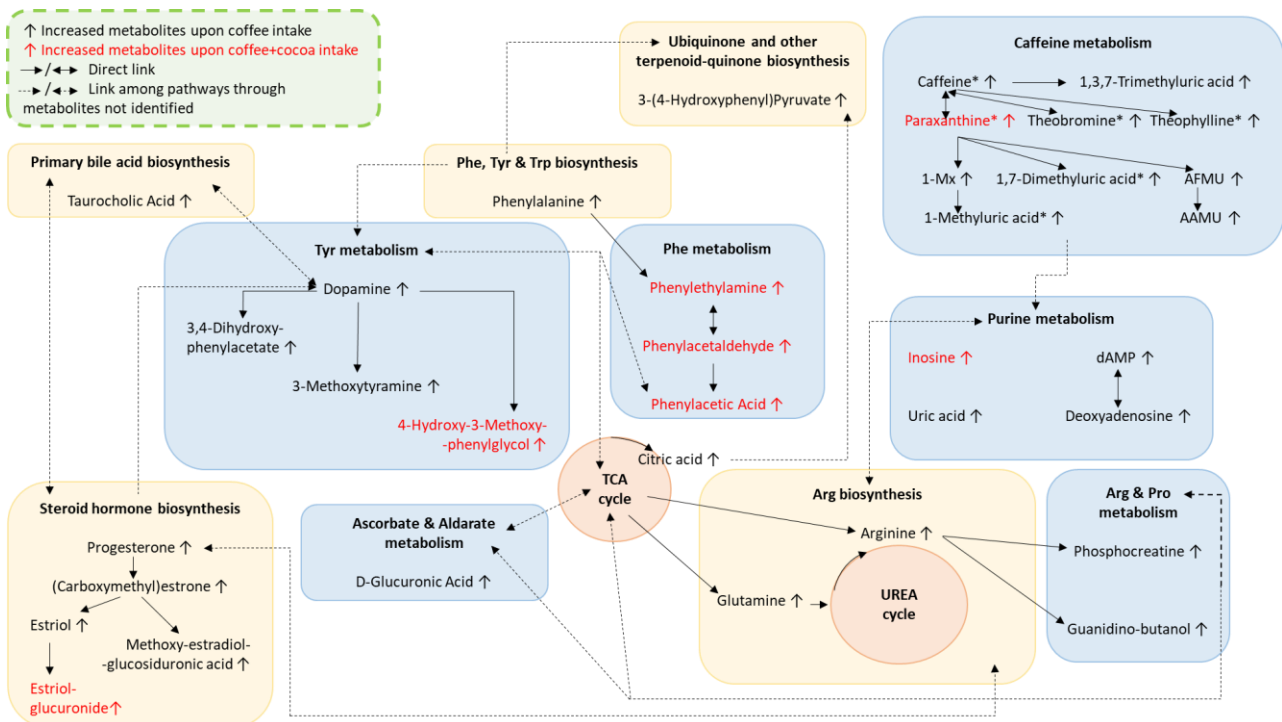 ↑ Increased metabolites upon coffee intake
↑ Increased metabolites upon coffee+cocoa intake
Direct link
Link among pathways through
metabolites not identified
Ubiquinone and other
terpenoid-quinone biosynthesis
3-(4-Hydroxyphenyl)Pyruvate ↑
Caffeine metabolism
Caffeine* ↑
1,3,7-Trimethyluric acid ↑
Paraxanthine* ↑
Theobromine* ↑
Theophylline* ↑
1-Mx ↑
1,7-Dimethyluric acid* ↑
AFMU ↑
1-Methyluric acid* ↑
AAMU ↑
Primary bile acid biosynthesis
Taurocholic Acid ↑
Phe, Tyr & Trp biosynthesis
Phenylalanine ↑
Tyr metabolism
Dopamine ↑
3,4-Dihydroxy-
phenylacetate ↑
3-Methoxytyramine ↑
4-Hydroxy-3-Methoxy-
-phenylglycol ↑
Phe metabolism
Phenylethylamine ↑
Phenylacetaldehyde ↑
Phenylacetic Acid ↑
Purine metabolism
Inosine ↑
dAMP ↑
Uric acid ↑
Deoxyadenosine ↑
Citric acid ↑
TCA
cycle
Steroid hormone biosynthesis
Progesterone ↑
(Carboxymethyl)estrone ↑
Estriol ↑
Methoxy-estradiol-
-glucosiduronic acid ↑
Estriol-
glucuronide ↑
Ascorbate & Aldarate
metabolism
D-Glucuronic Acid ↑
Arg biosynthesis
Arginine ↑
Glutamine ↑
UREA
cycle
Arg & Pro
metabolism
Phosphocreatine ↑
Guanidino-butanol ↑